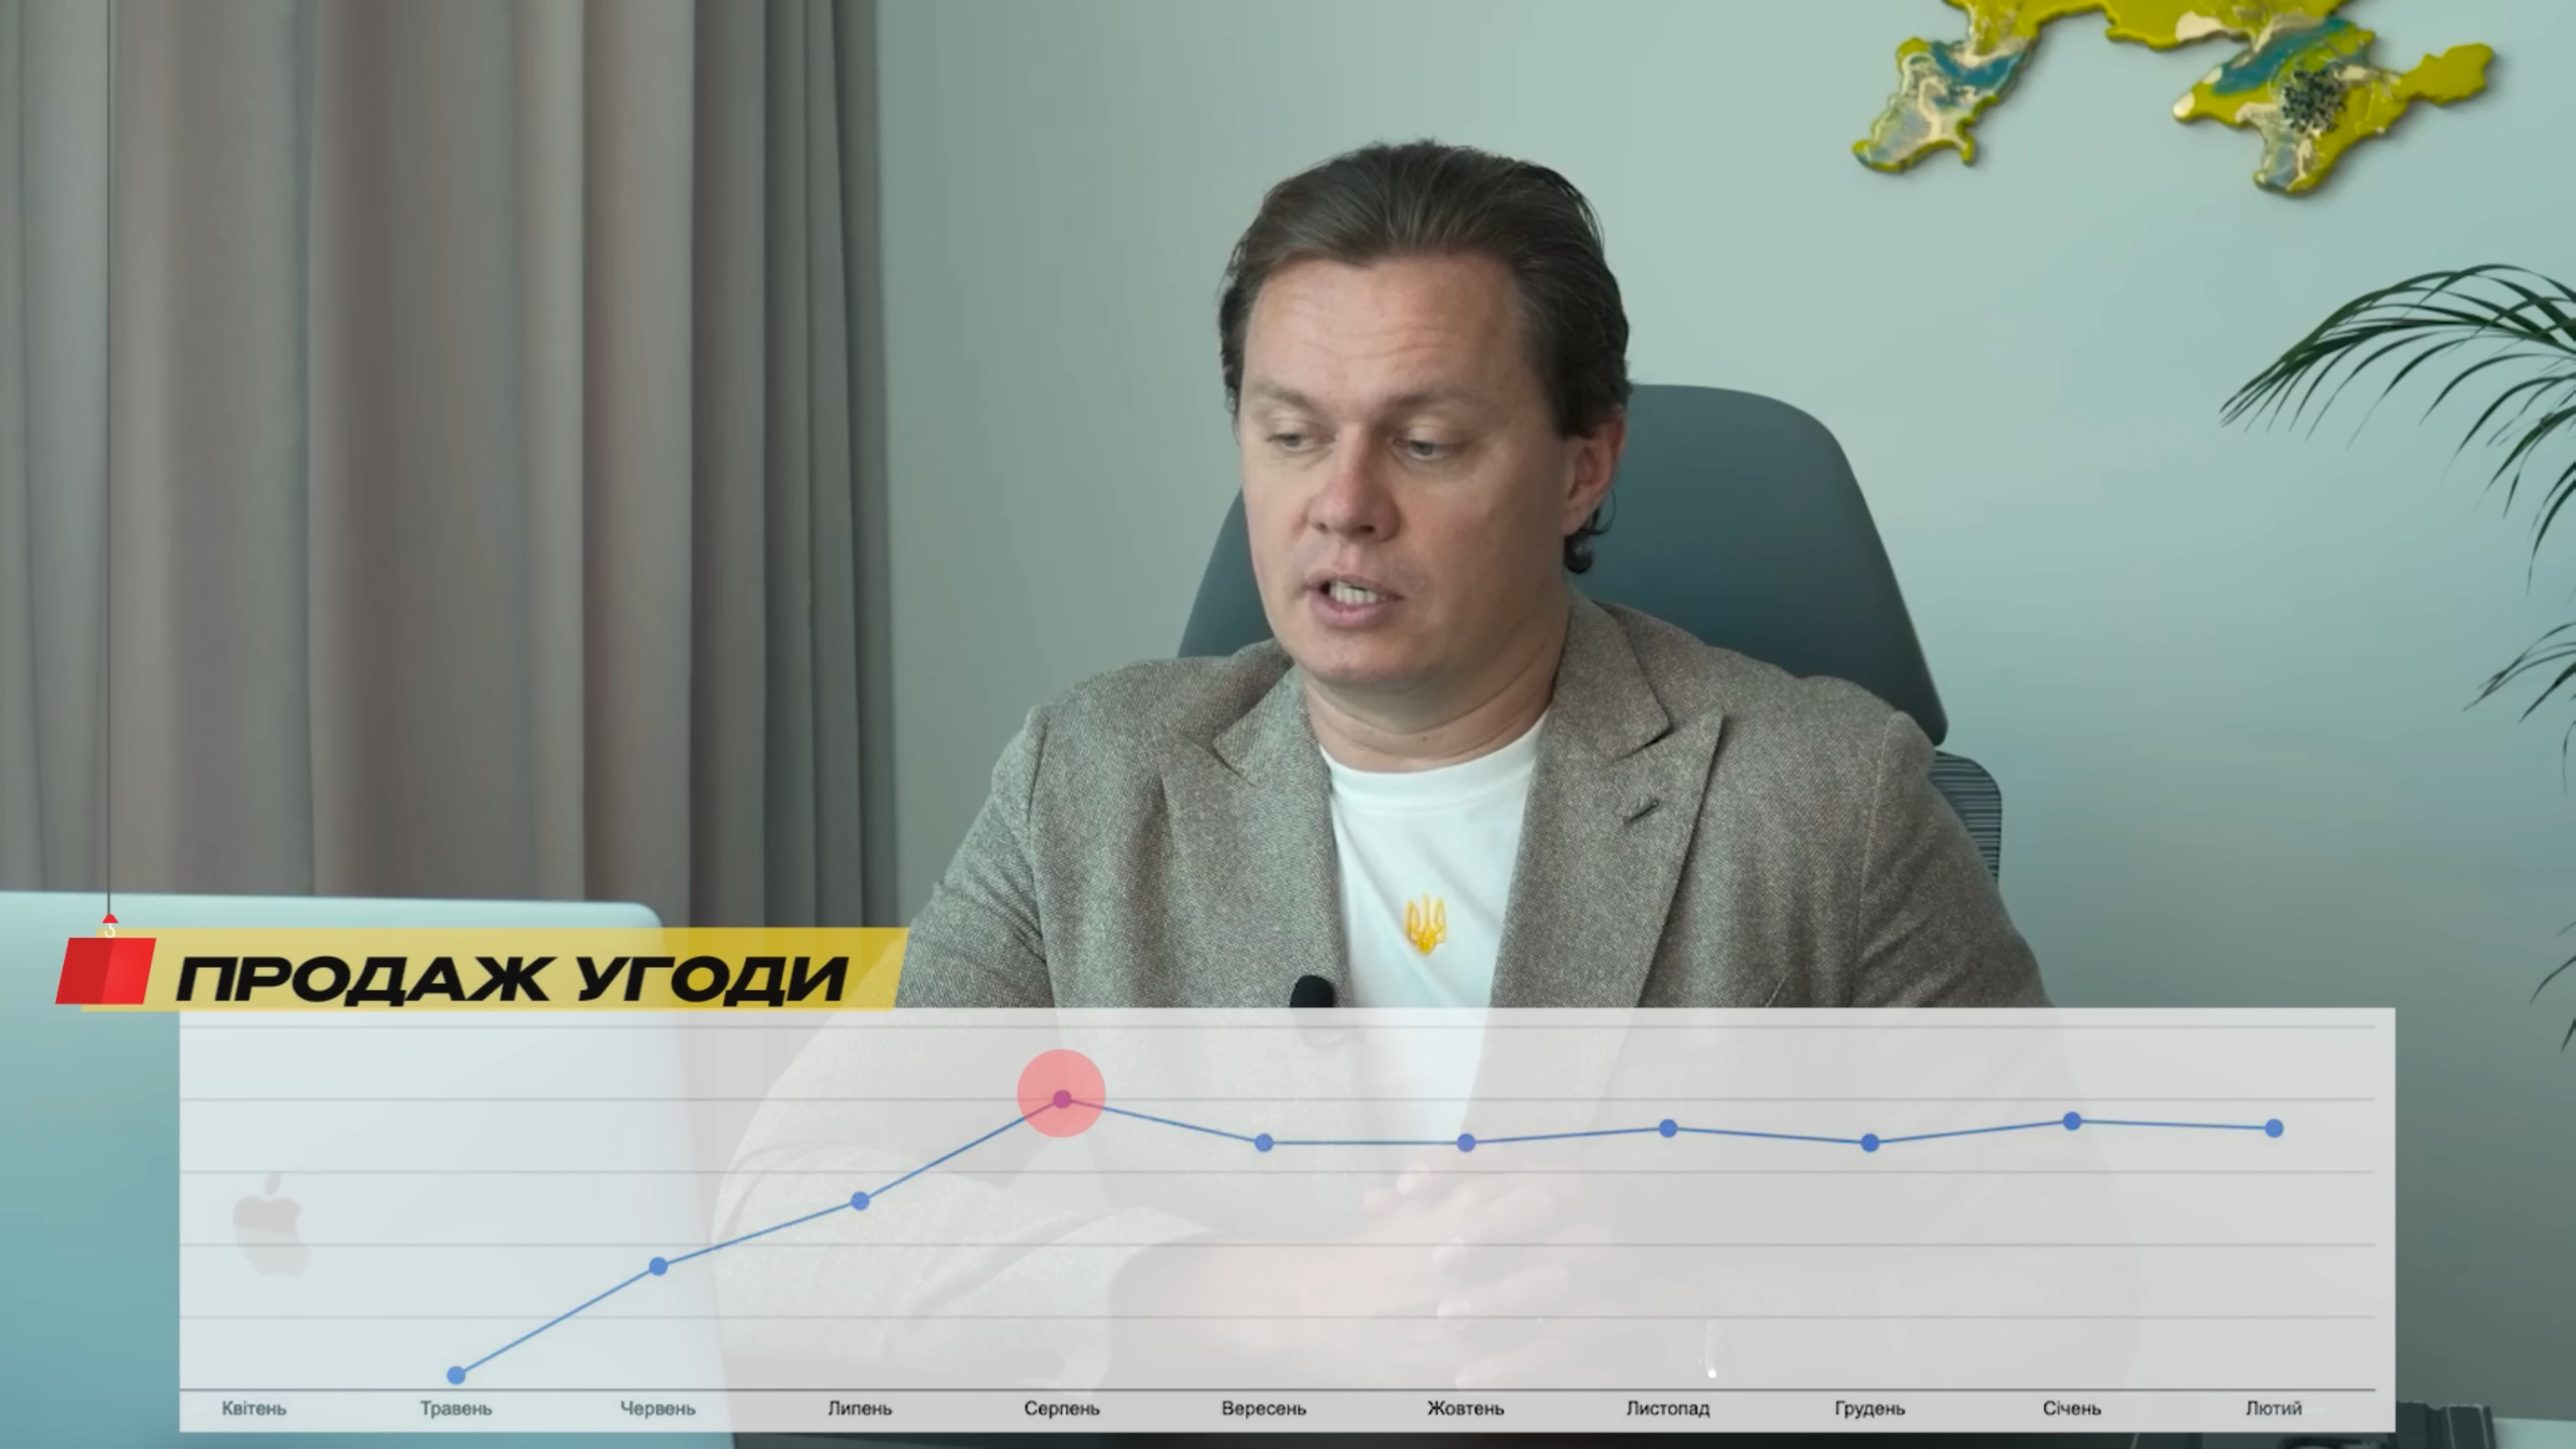 ПРОДАЖ УГОДИ
Квітень Травень Червень Липень Серпень Вересень Жовтень Листопад Грудень Січень Лютий